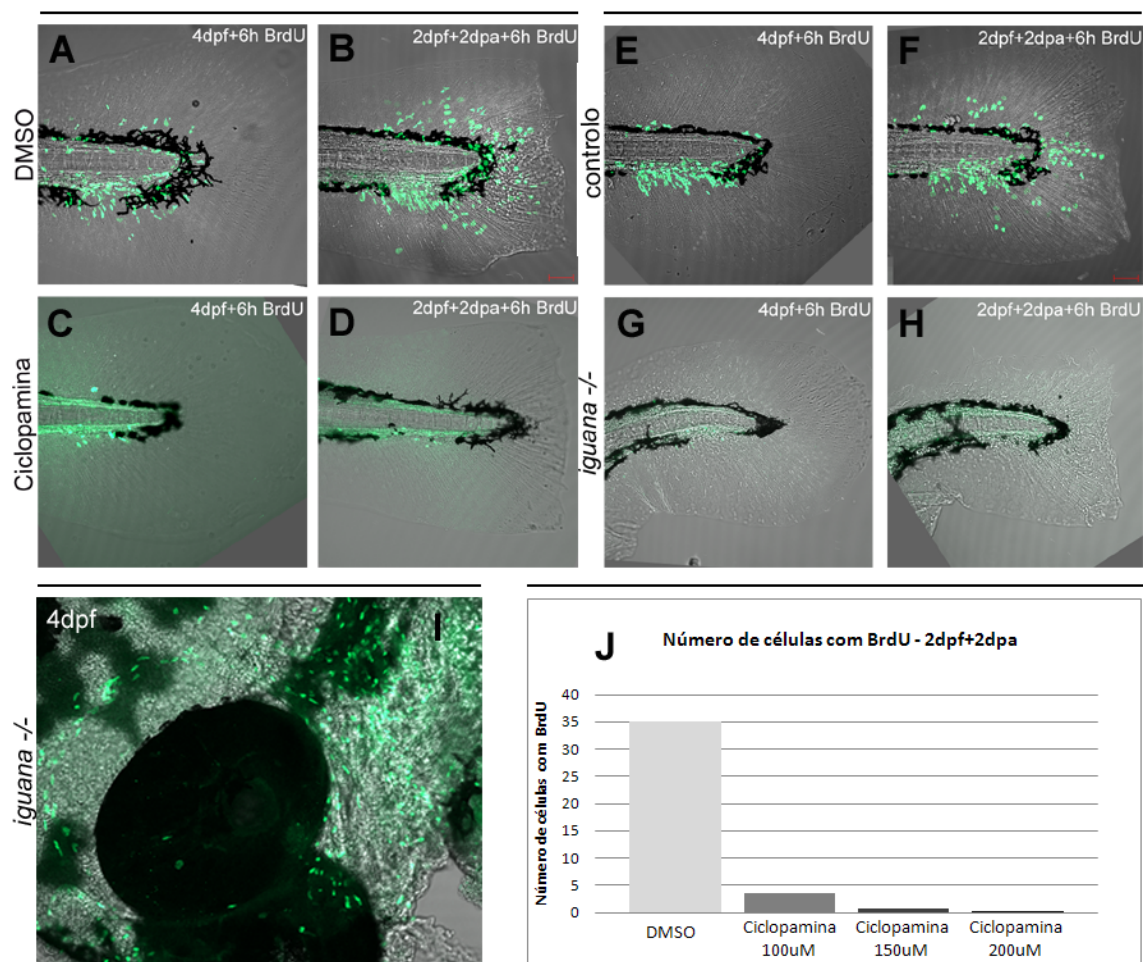 A
4dpf+6h BrdU
B
2dpf+2dpa+6h BrdU
E
4dpf+6h BrdU
F
2dpf+2dpa+6h BrdU
DMSO
controlo
C
4dpf+6h BrdU
D
2dpf+2dpa+6h BrdU
G
4dpf+6h BrdU
H
2dpf+2dpa+6h BrdU
Ciclopamina
iguana -/-
4dpf
I
iguana -/-
J
Número de células com BrdU - 2dpf+2dpa
Número de células com BrdU
40
35
30
25
20
15
10
5
0
DMSO
Ciclopamina
100uM
Ciclopamina
150uM
Ciclopamina
200uM